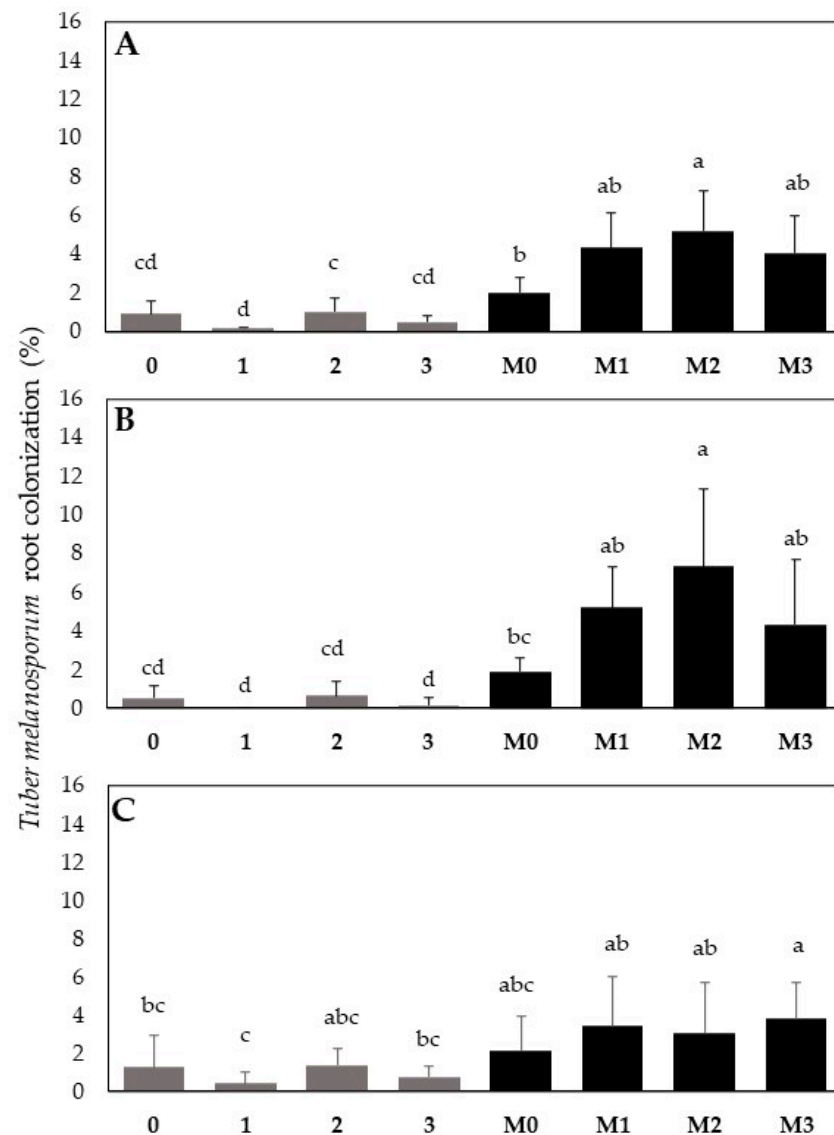 Tuber melanosporum root colonization (%)
A
16
14
12
10
8
6
4
2
0
cd
d
c
cd
b
ab
a
ab
0 1 2 3 M0 M1 M2 M3
B
16
14
12
10
8
6
4
2
0
cd
d
cd
d
bc
ab
a
ab
0 1 2 3 M0 M1 M2 M3
C
16
14
12
10
8
6
4
2
0
bc
c
abc
bc
abc
ab
ab
a
0 1 2 3 M0 M1 M2 M3